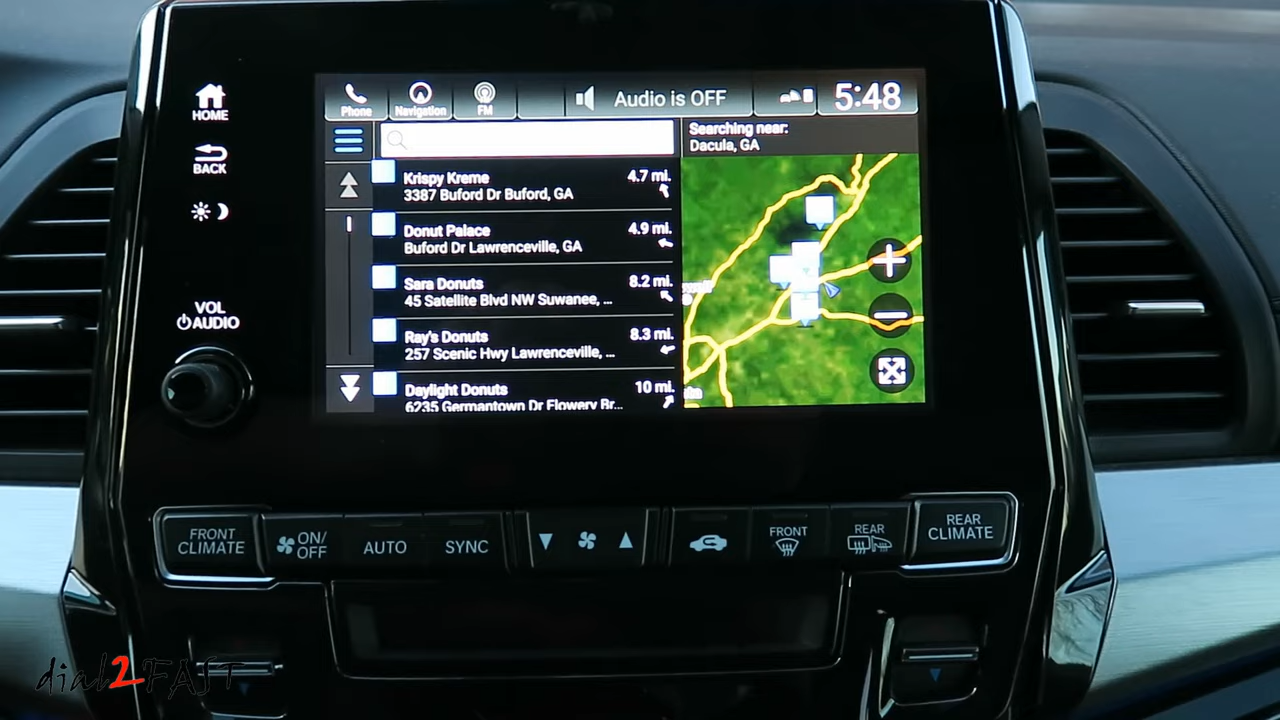 HOME
BACK
VOL
AUDIO
Phone
Navigation
FM
Audio is OFF
5:48
Searching near:
Dacula, GA
Krispy Kreme 4.7 mi.
3387 Buford Dr Buford, GA
Donut Palace 4.9 mi.
Buford Dr Lawrenceville, GA
Sara Donuts 8.2 mi.
45 Satellite Blvd NW Suwanee, ...
Ray's Donuts 8.3 mi.
257 Scenic Hwy Lawrenceville, ...
Daylight Donuts 10 mi.
6235 Germantown Dr Flowery Br...
FRONT
CLIMATE
ON/
OFF
AUTO
SYNC
FRONT
REAR
REAR
CLIMATE
dial2FAST